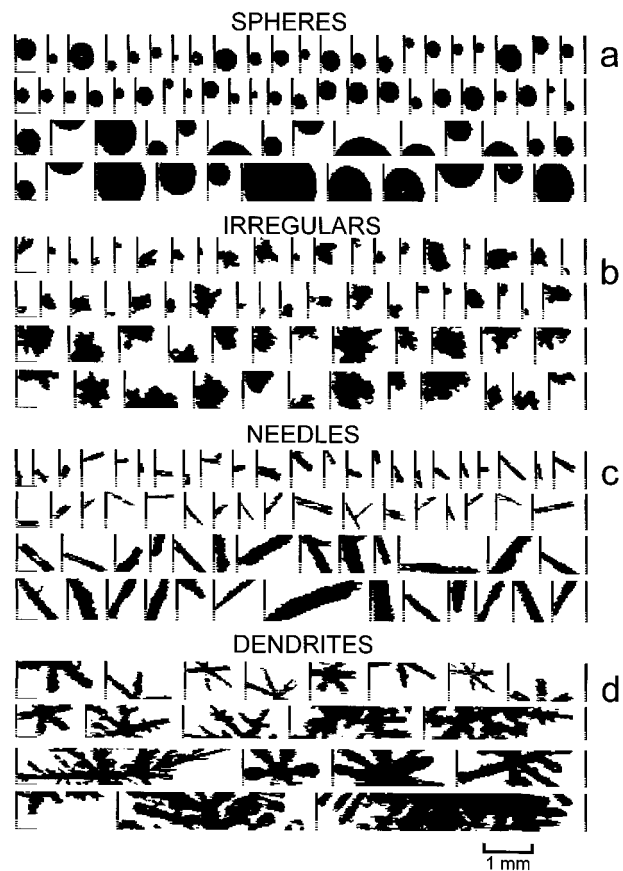 SPHERES
a
IRREGULARS
b
NEEDLES
c
DENDRITES
d
1 mm